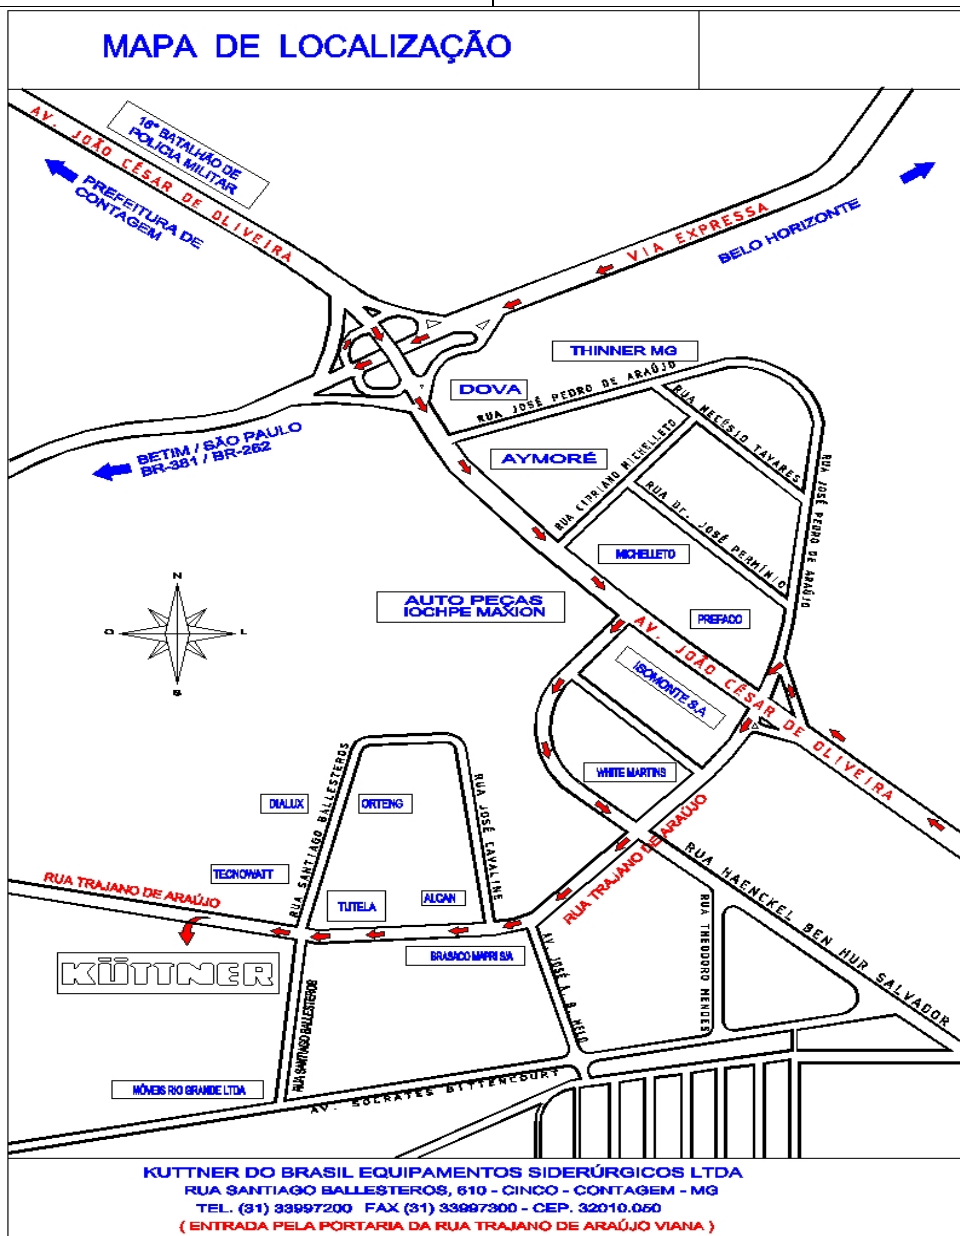 MAPA DE LOCALIZAÇÃO
AV. JOÃO CÉSAR DE OLIVEIRA
18º BATALHÃO DE
POLICIA MILITAR
PREFEITURA DE
CONTAGEM
VIA EXPRESSA
BELO HORIZONTE
THINNER MG
DOVA
RUA JOSÉ PEDRO DE ARAÚJO
RUA NECÉSIO TAVARES
BETIM / SÃO PAULO
BR-381 / BR-262
AYMORÉ
RUA CIPRIANO MICHELLETO
RUA JOSÉ PEDRO DE ARAÚJO
RUA Dr. JOSÉ PERMÍNIO
MICHELLETO
N
O
L
S
AUTO PEÇAS
IOCHPE MAXION
PREFACO
AV. JOÃO CÉSAR DE OLIVEIRA
ISOMONTE S.A
WHITE MARTINS
RUA SANTIAGO BALLESTEROS
DIALUX
ORTENG
RUA JOSÉ CAVALINE
RUA TRAJANO DE ARAÚJO
RUA HAENCKEL BEN HUR SALVADOR
TECNOWATT
RUA TRAJANO DE ARAÚJO
TUTELA
ALCAN
RUA THEODORO MENDES
BRASACO MAPRI S/A
AV. JOSÉ A. B. MELO
KÜTTNER
RUA SANTIAGO BALLESTEROS
MÓVEIS RIO GRANDE LTDA
AV. SOCRATES BITTENCOURT
KUTTNER DO BRASIL EQUIPAMENTOS SIDERÚRGICOS LTDA
RUA SANTIAGO BALLESTEROS, 610 - CINCO - CONTAGEM - MG
TEL. (31) 33997200 FAX (31) 33997300 - CEP. 32010.050
( ENTRADA PELA PORTARIA DA RUA TRAJANO DE ARAÚJO VIANA )